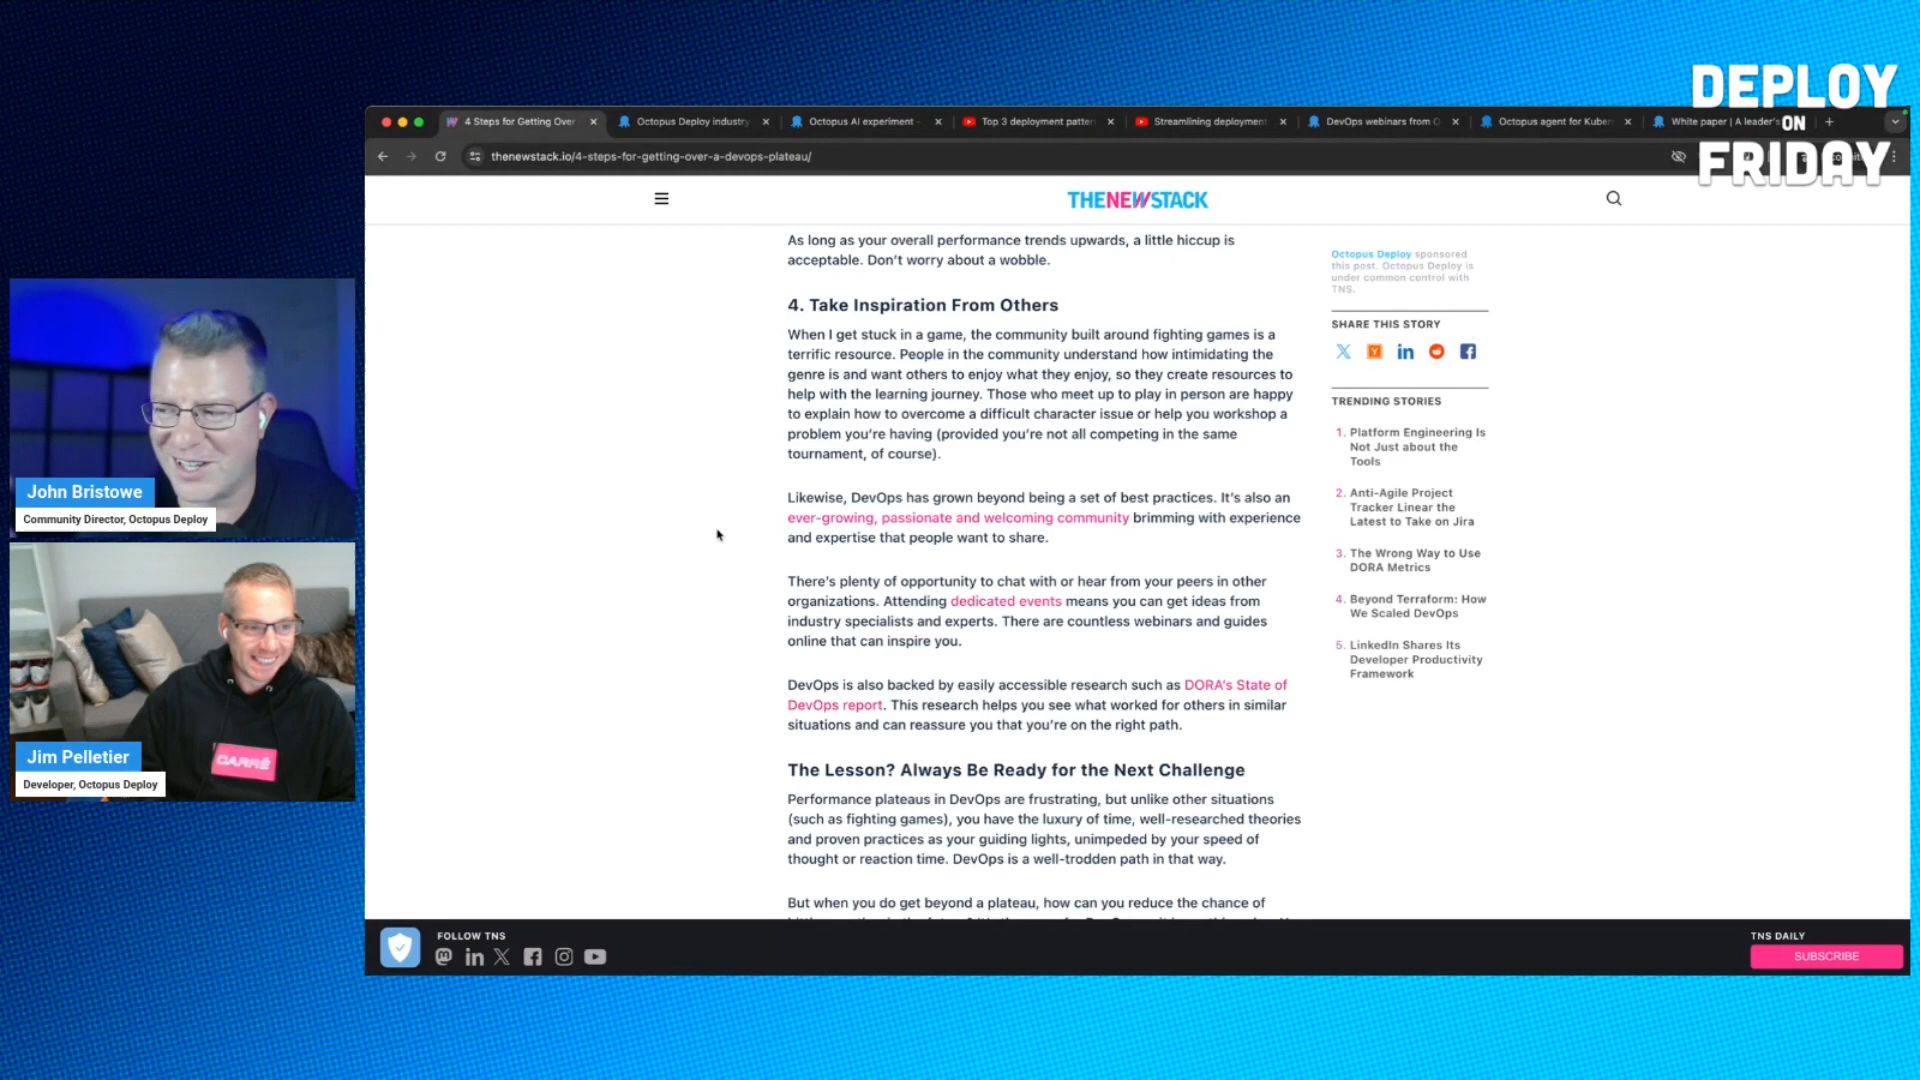 DEPLOY
ON
FRIDAY
4 Steps for Getting Over
Octopus Deploy industry
Octopus AI experiment -
Top 3 deployment patter
Streamlining deployment
DevOps webinars from O
Octopus agent for Kuber
White paper | A leader's
thenewstack.io/4-steps-for-getting-over-a-devops-plateau/
THENEWSTACK
As long as your overall performance trends upwards, a little hiccup is
acceptable. Don't worry about a wobble.
4. Take Inspiration From Others
When I get stuck in a game, the community built around fighting games is a
terrific resource. People in the community understand how intimidating the
genre is and want others to enjoy what they enjoy, so they create resources to
help with the learning journey. Those who meet up to play in person are happy
to explain how to overcome a difficult character issue or help you workshop a
problem you're having (provided you're not all competing in the same
tournament, of course).
Likewise, DevOps has grown beyond being a set of best practices. It's also an
ever-growing, passionate and welcoming community brimming with experience
and expertise that people want to share.
There's plenty of opportunity to chat with or hear from your peers in other
organizations. Attending dedicated events means you can get ideas from
industry specialists and experts. There are countless webinars and guides
online that can inspire you.
DevOps is also backed by easily accessible research such as DORA's State of
DevOps report. This research helps you see what worked for others in similar
situations and can reassure you that you're on the right path.
The Lesson? Always Be Ready for the Next Challenge
Performance plateaus in DevOps are frustrating, but unlike other situations
(such as fighting games), you have the luxury of time, well-researched theories
and proven practices as your guiding lights, unimpeded by your speed of
thought or reaction time. DevOps is a well-trodden path in that way.
But when you do get beyond a plateau, how can you reduce the chance of
Octopus Deploy sponsored
this post. Octopus Deploy is
under common control with
TNS.
SHARE THIS STORY
TRENDING STORIES
1. Platform Engineering Is
Not Just about the
Tools
2. Anti-Agile Project
Tracker Linear the
Latest to Take on Jira
3. The Wrong Way to Use
DORA Metrics
4. Beyond Terraform: How
We Scaled DevOps
5. LinkedIn Shares Its
Developer Productivity
Framework
John Bristowe
Community Director, Octopus Deploy
CARRÉ
Jim Pelletier
Developer, Octopus Deploy
FOLLOW TNS
TNS DAILY
SUBSCRIBE